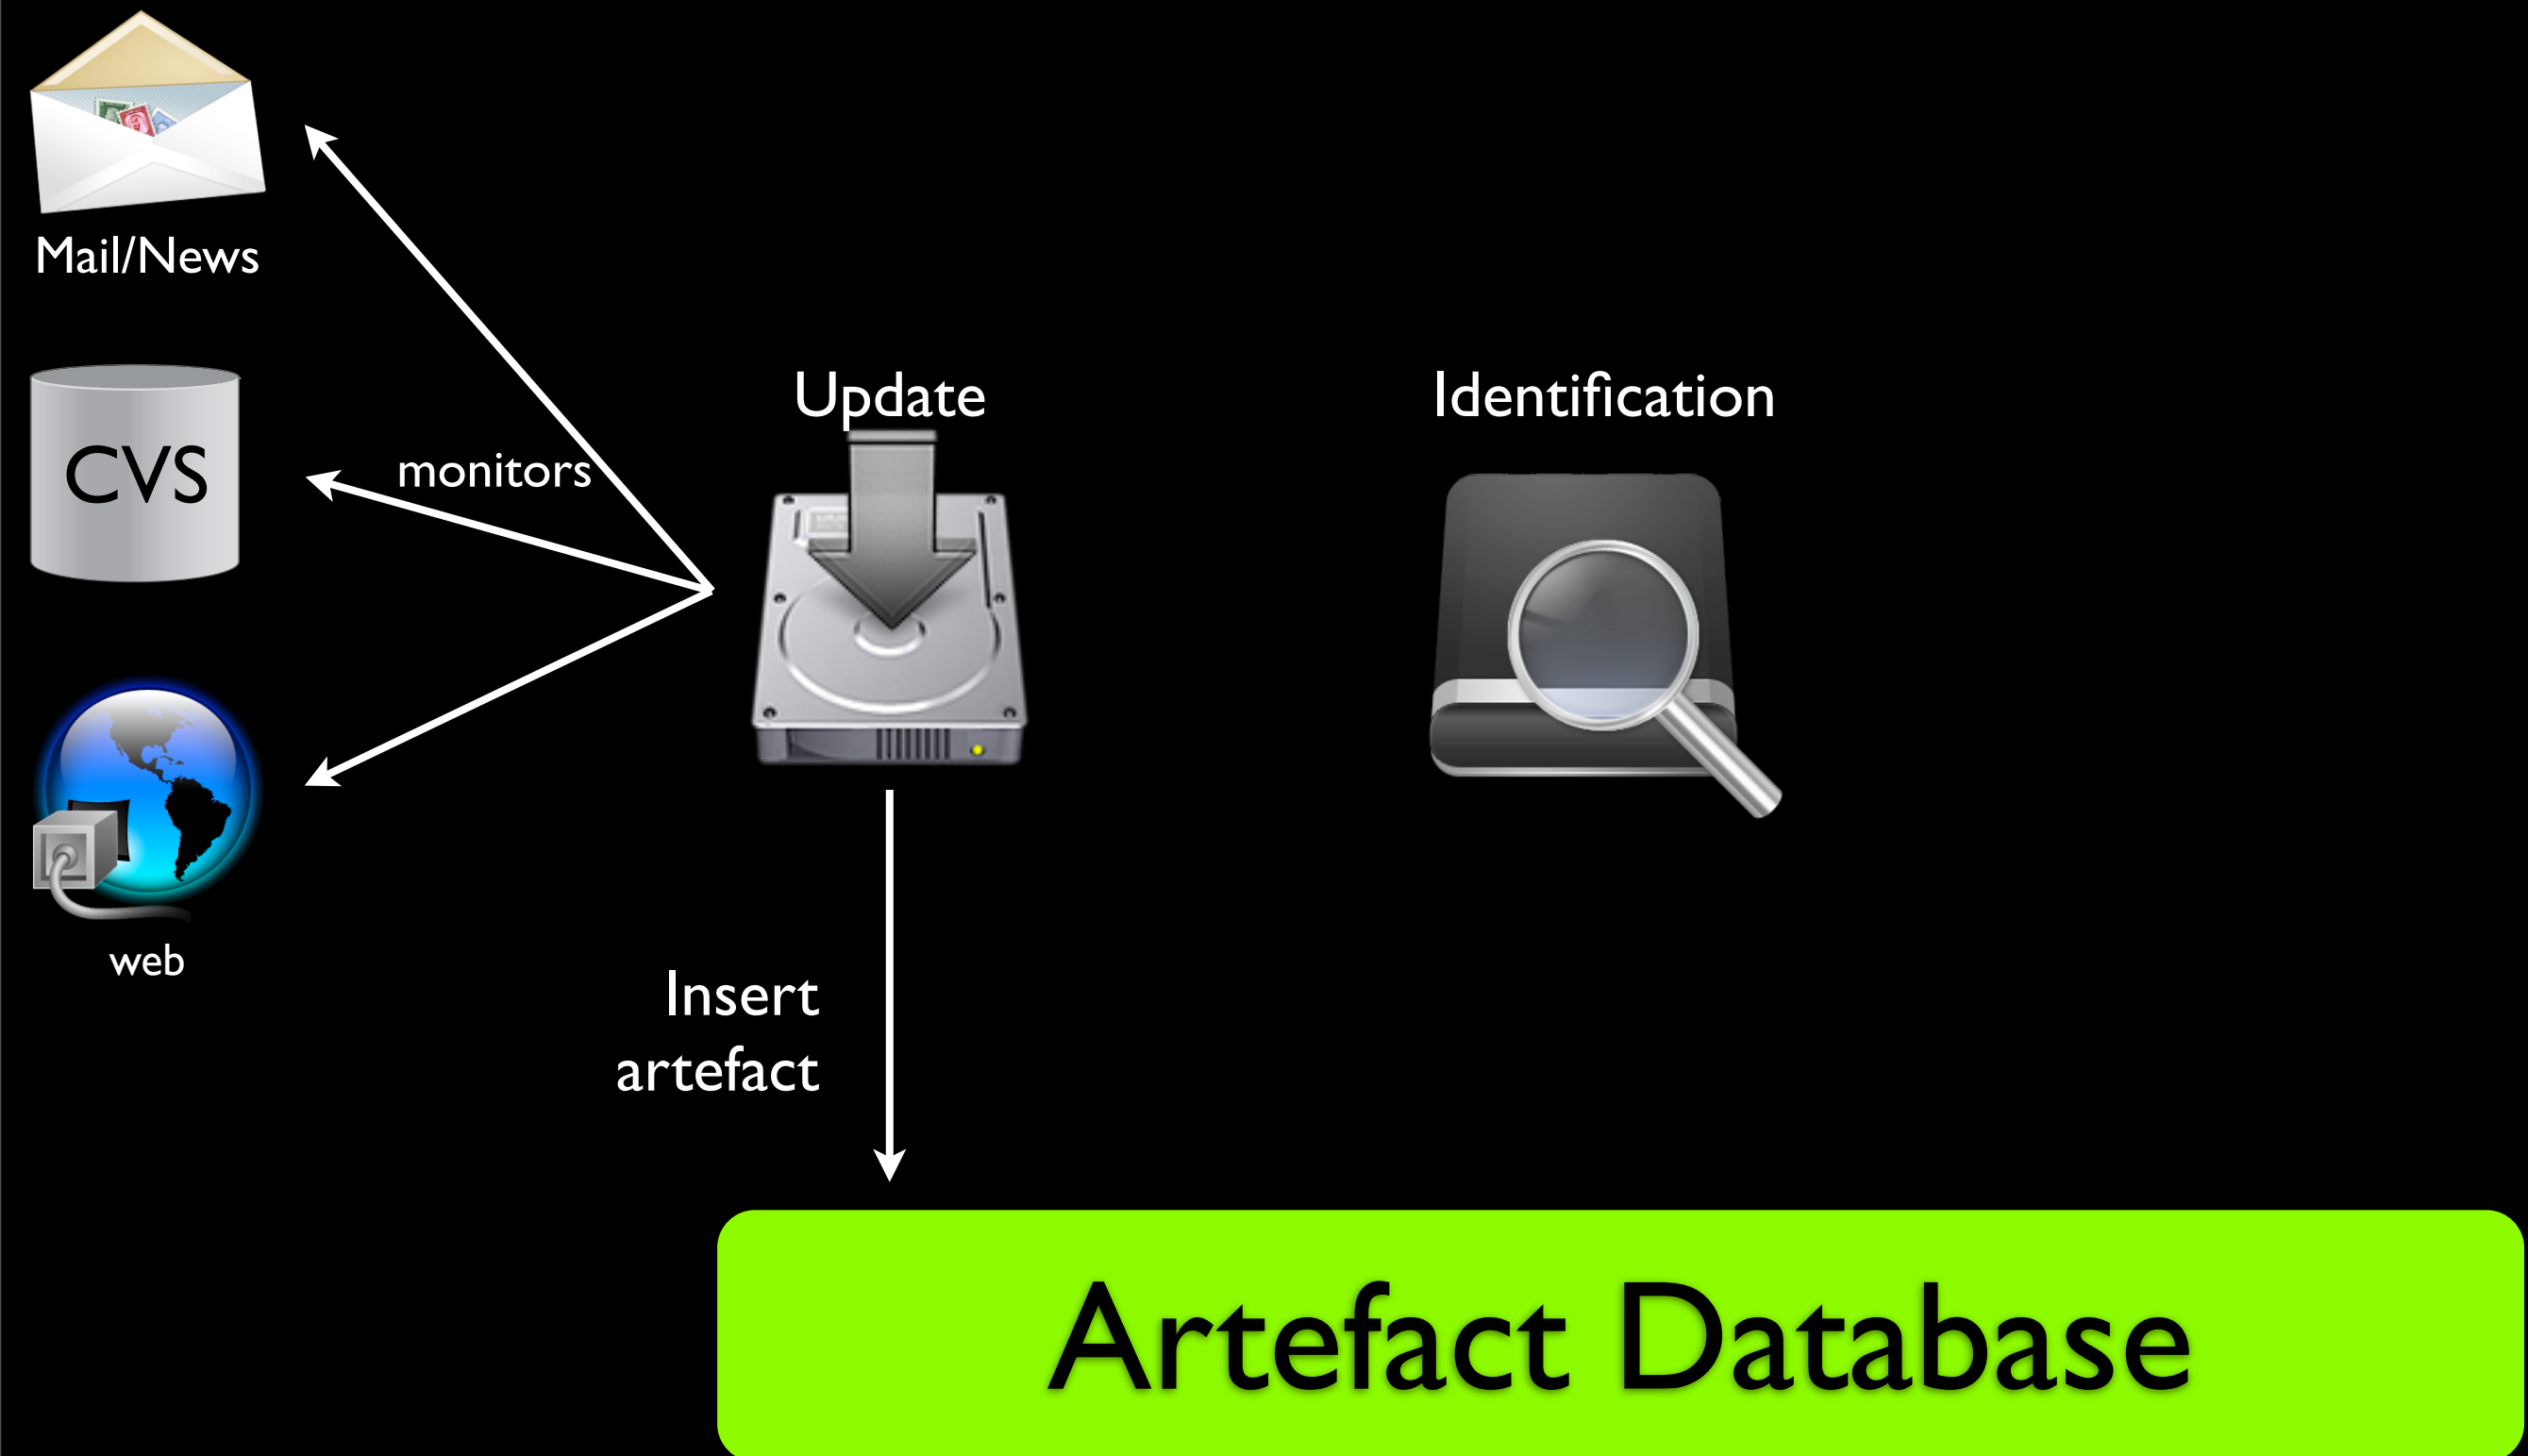 Mail/News
CVS
web
monitors
Update
Identification
Insert
artefact
Artefact Database